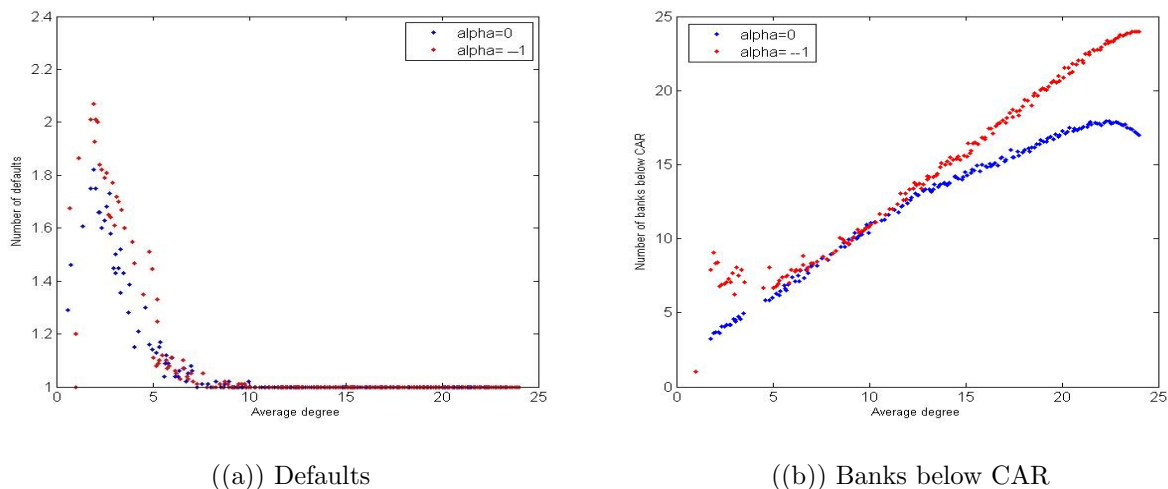 2.4
2.2
2
1.8
1.6
1.4
1.2
1
Number of defaults
0 5 10 15 20 25
Average degree
alpha=0
alpha= --1
25
20
15
10
5
0
Number of banks below CAR
0 5 10 15 20 25
Average degree
alpha=0
alpha= --1
((a)) Defaults
((b)) Banks below CAR